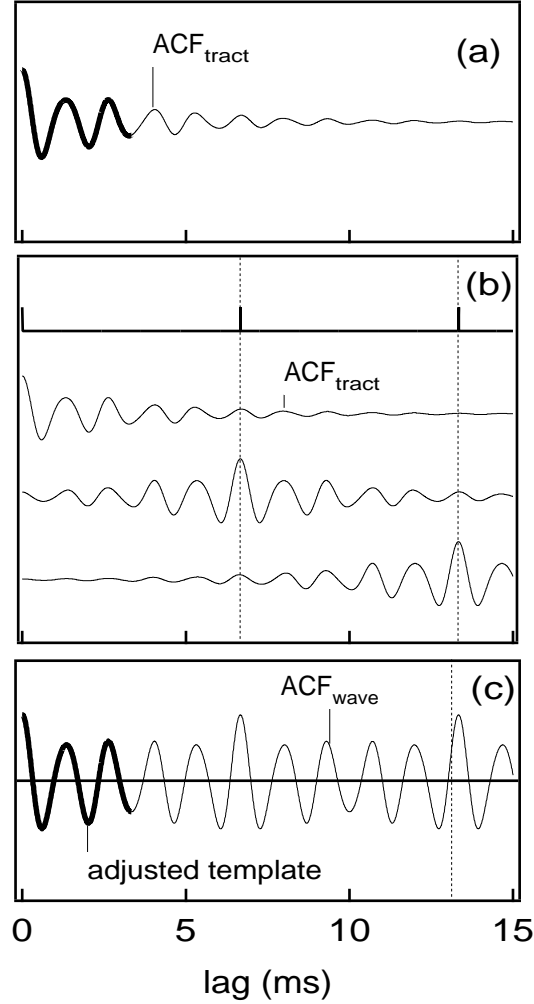 ACFtract
(a)
(b)
ACFtract
(c)
ACFwave
adjusted template
0 5 10 15
lag (ms)